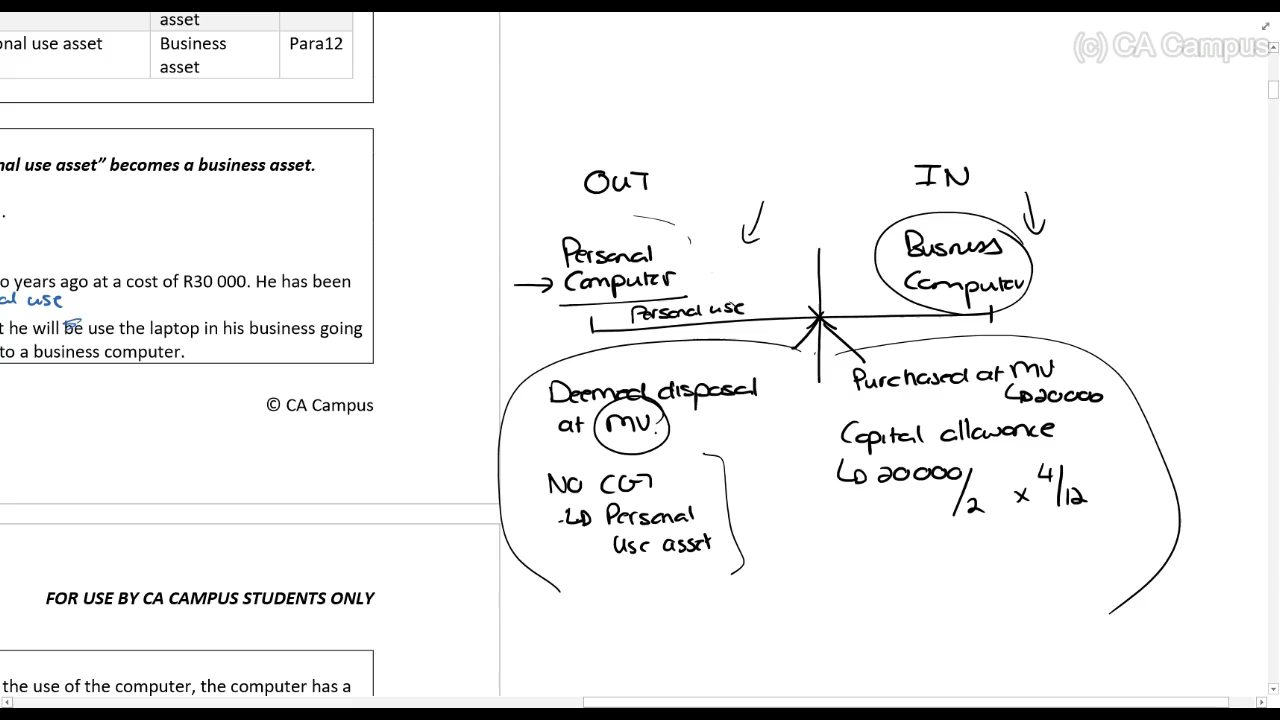 (c) CA Campus
asset
onal use asset
Business
asset
Para12
nal use asset" becomes a business asset.
.
o years ago at a cost of R30 000. He has been
al use
t he will be use the laptop in his business going
to a business computer.
© CA Campus
FOR USE BY CA CAMPUS STUDENTS ONLY
the use of the computer, the computer has a
OUT
IN
Personal
Computer
Personal use
Business
Computer
Deemed disposal
at MV.
NO CGT
Personal
use asset
Purchased at MV
20000
Capital allowance
20000/2 x 4/12